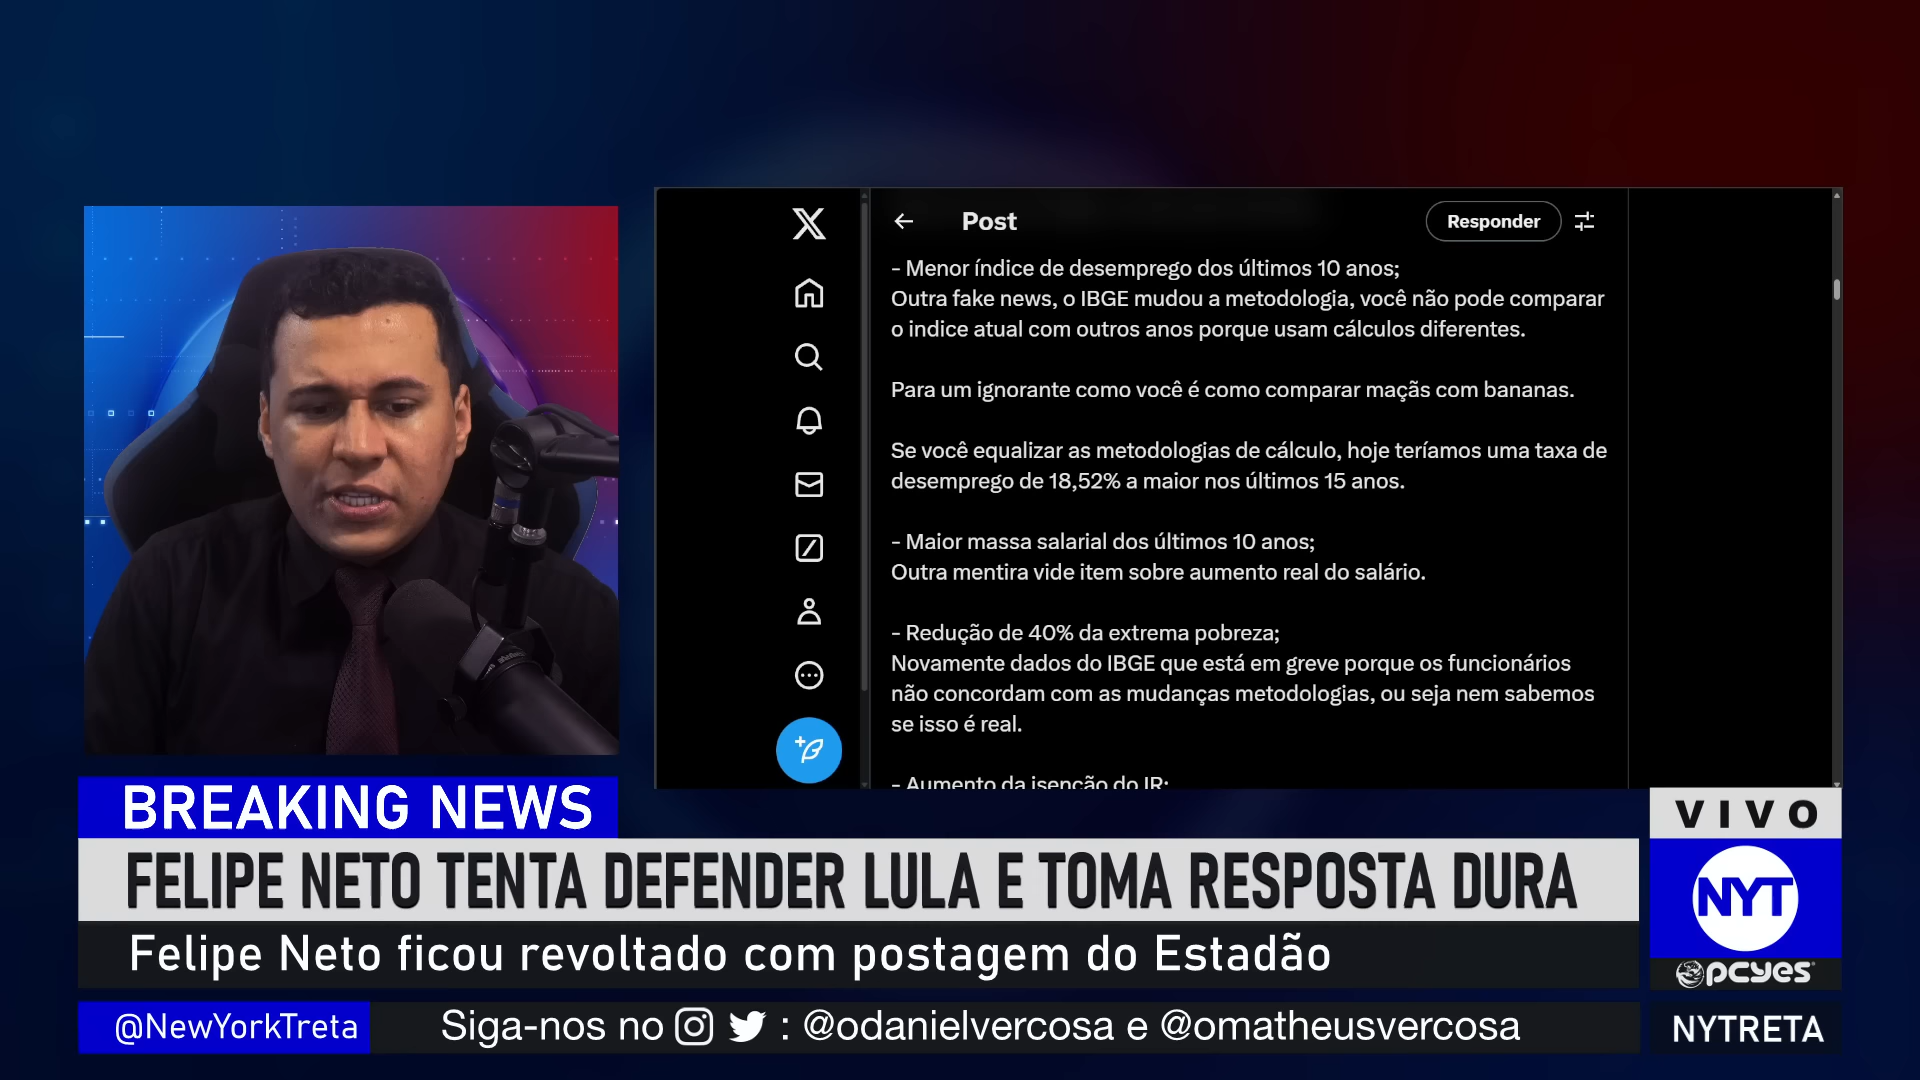 Post
Responder
- Menor índice de desemprego dos últimos 10 anos;
Outra fake news, o IBGE mudou a metodologia, você não pode comparar
o indice atual com outros anos porque usam cálculos diferentes.
Para um ignorante como você é como comparar maçãs com bananas.
Se você equalizar as metodologias de cálculo, hoje teríamos uma taxa de
desemprego de 18,52% a maior nos últimos 15 anos.
- Maior massa salarial dos últimos 10 anos;
Outra mentira vide item sobre aumento real do salário.
- Redução de 40% da extrema pobreza;
Novamente dados do IBGE que está em greve porque os funcionários
não concordam com as mudanças metodologias, ou seja nem sabemos
se isso é real.
- Aumento da isenção do IR;
BREAKING NEWS
FELIPE NETO TENTA DEFENDER LULA E TOMA RESPOSTA DURA
Felipe Neto ficou revoltado com postagem do Estadão
@NewYorkTreta
Siga-nos no : @odanielvercosa e @omatheusvercosa
VIVO
NYT
pcyes
NYTRETA